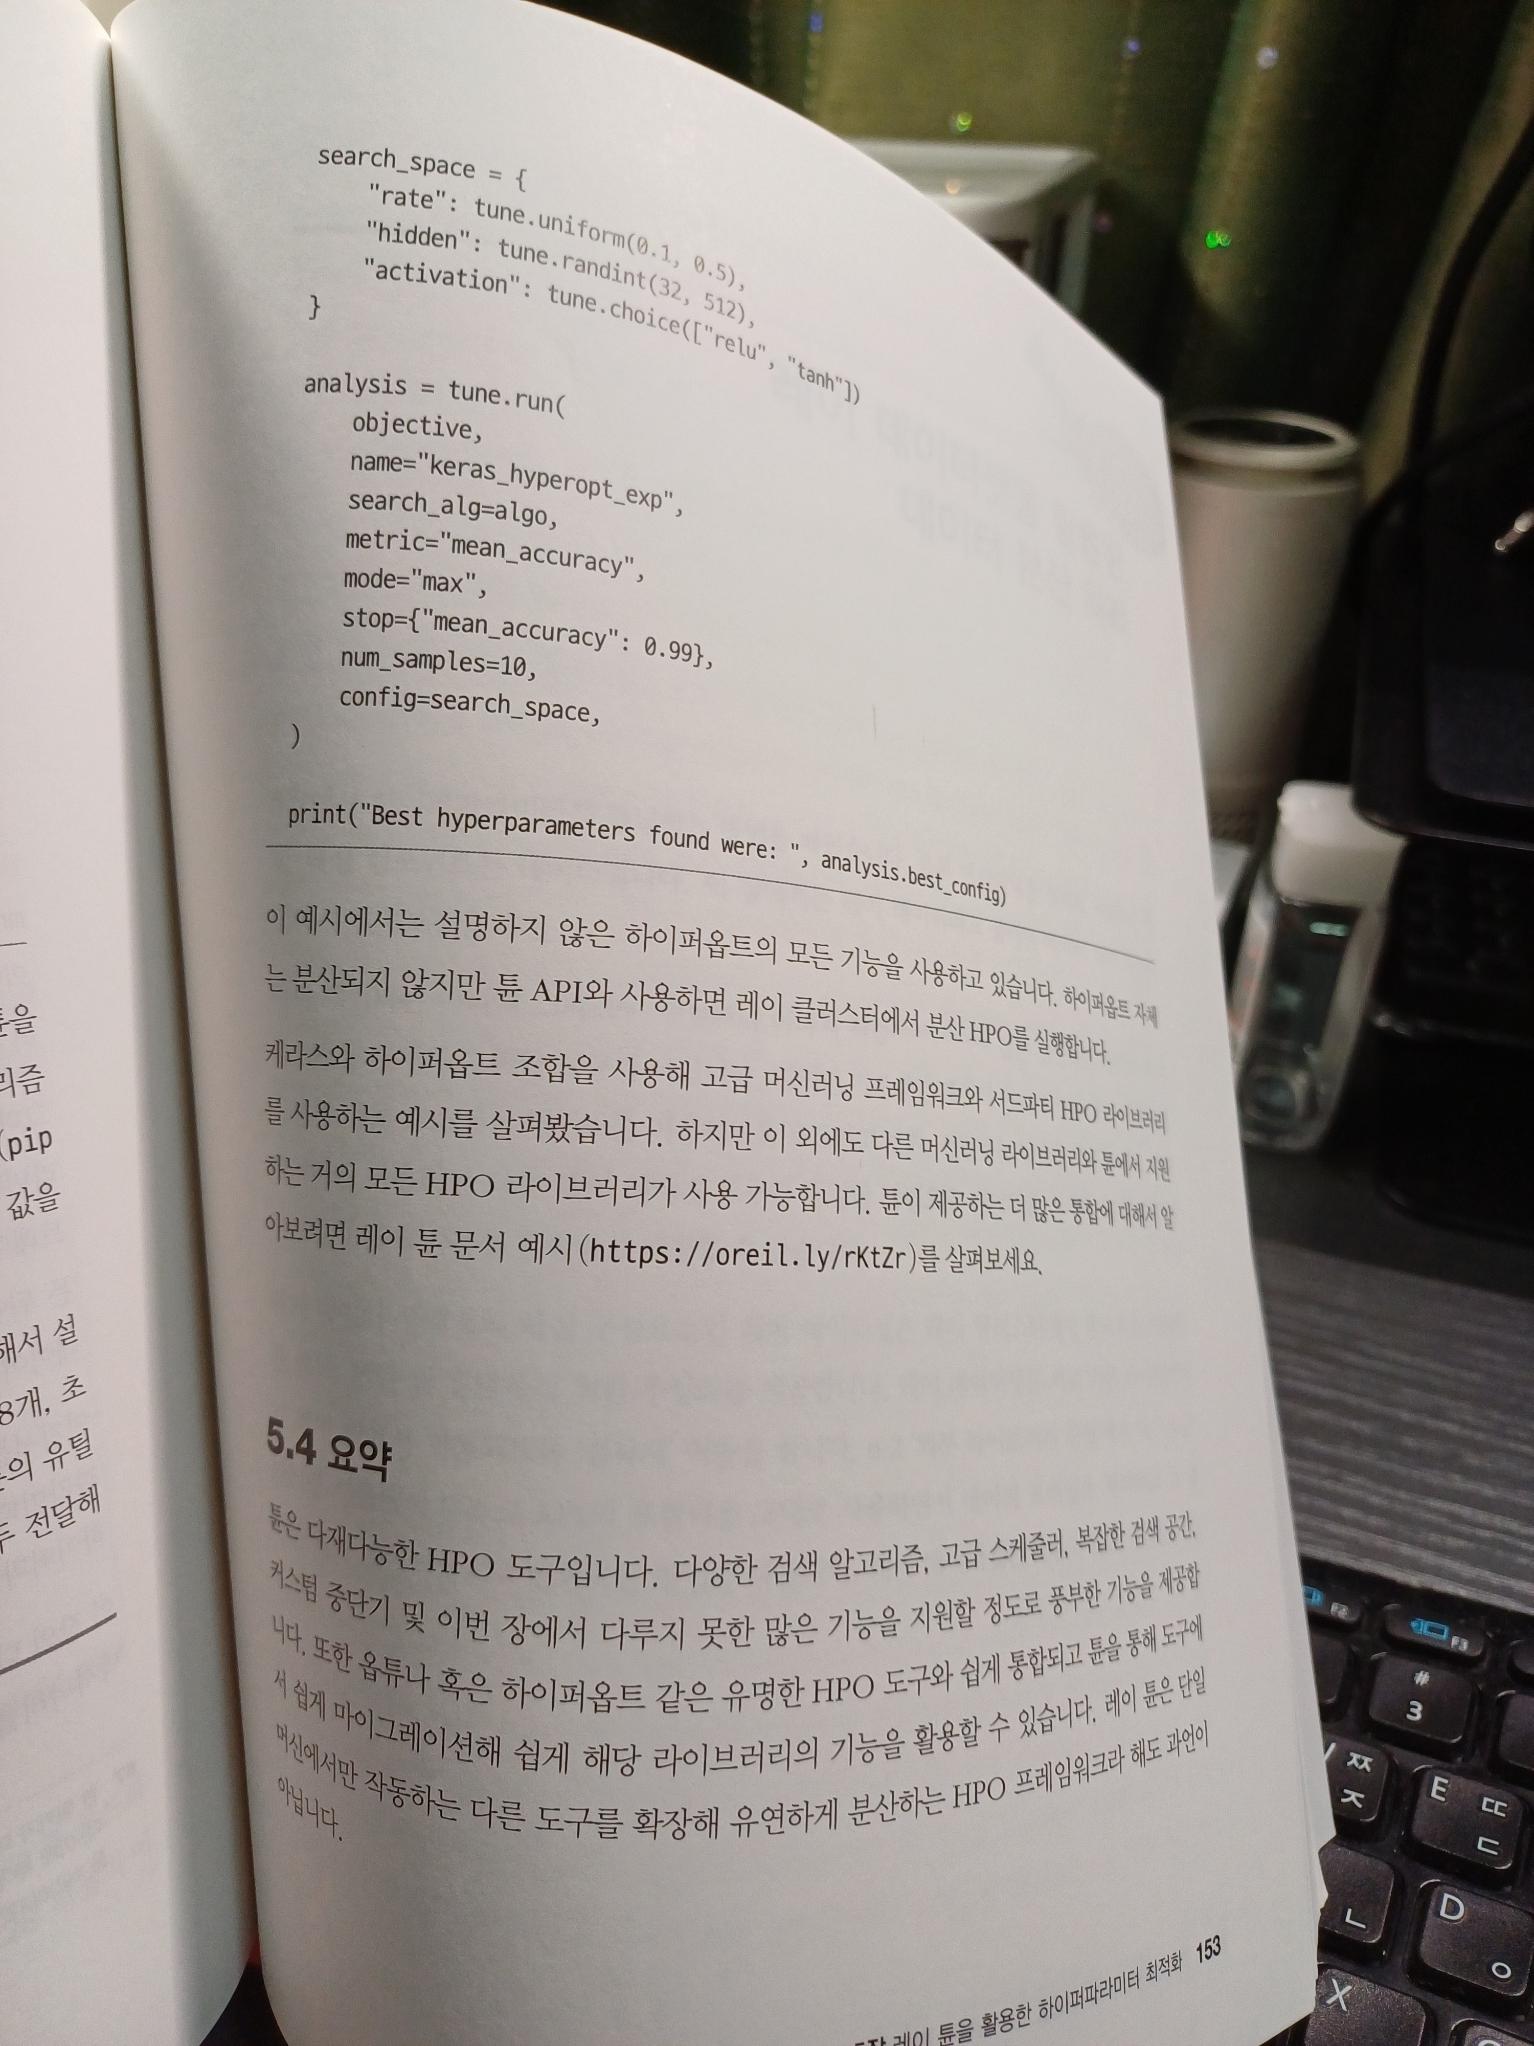 search_space = {
"rate": tune.uniform(0.1, 0.5),
"hidden": tune.randint(32, 512),
"activation": tune.choice(["relu", "tanh"])
}
analysis = tune.run(
objective,
name="keras_hyperopt_exp",
search_alg=algo,
metric="mean_accuracy",
mode="max",
stop={"mean_accuracy": 0.99},
num_samples=10,
config=search_space,
)
print("Best hyperparameters found were: ", analysis.best_config)
이 예시에서는 설명하지 않은 하이퍼옵트의 모든 기능을 사용하고 있습니다. 하이퍼옵트 자체
는 분산되지 않지만 튠 API와 사용하면 레이 클러스터에서 분산 HPO를 실행합니다.
케라스와 하이퍼옵트 조합을 사용해 고급 머신러닝 프레임워크와 서드파티 HPO 라이브러리
를 사용하는 예시를 살펴봤습니다. 하지만 이 외에도 다른 머신러닝 라이브러리와 튠에서 지원
하는 거의 모든 HPO 라이브러리가 사용 가능합니다. 튠이 제공하는 더 많은 통합에 대해서 알
아보려면 레이 튠 문서 예시(https://oreil.ly/rKtZr)를 살펴보세요.
5.4 요약
튠은 다재다능한 HPO 도구입니다. 다양한 검색 알고리즘, 고급 스케줄러, 복잡한 검색 공간,
커스텀 중단기 및 이번 장에서 다루지 못한 많은 기능을 지원할 정도로 풍부한 기능을 제공합
니다. 또한 옵튜나 혹은 하이퍼옵트 같은 유명한 HPO 도구와 쉽게 통합되고 튠을 통해 도구에
서 쉽게 마이그레이션해 쉽게 해당 라이브러리의 기능을 활용할 수 있습니다. 레이 튠은 단일
머신에서만 작동하는 다른 도구를 확장해 유연하게 분산하는 HPO 프레임워크라 해도 과언이
아닙니다.
레이 튠을 활용한 하이퍼파라미터 최적화 153
(pip
값을
해서 설
8개, 초
의 유틸
전달해
F2
F3
#
3
ㅉ
ㅈ
E ㄸ
ㄷ
ㄴ
D
ㅇ
X